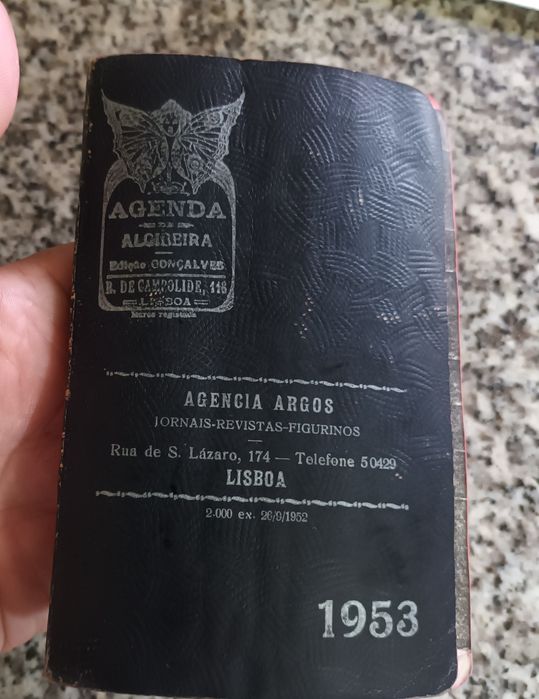 AGENDA
DE
ALGIBEIRA
Edição GONÇALVES
R. DE CAMPOLIDE, 118
LISBOA
Marca registada
AGENCIA ARGOS
JORNAIS-REVISTAS-FIGURINOS
Rua de S. Lázaro, 174 — Telefone 50429
LISBOA
2.000 ex. 26/9/1952
1953